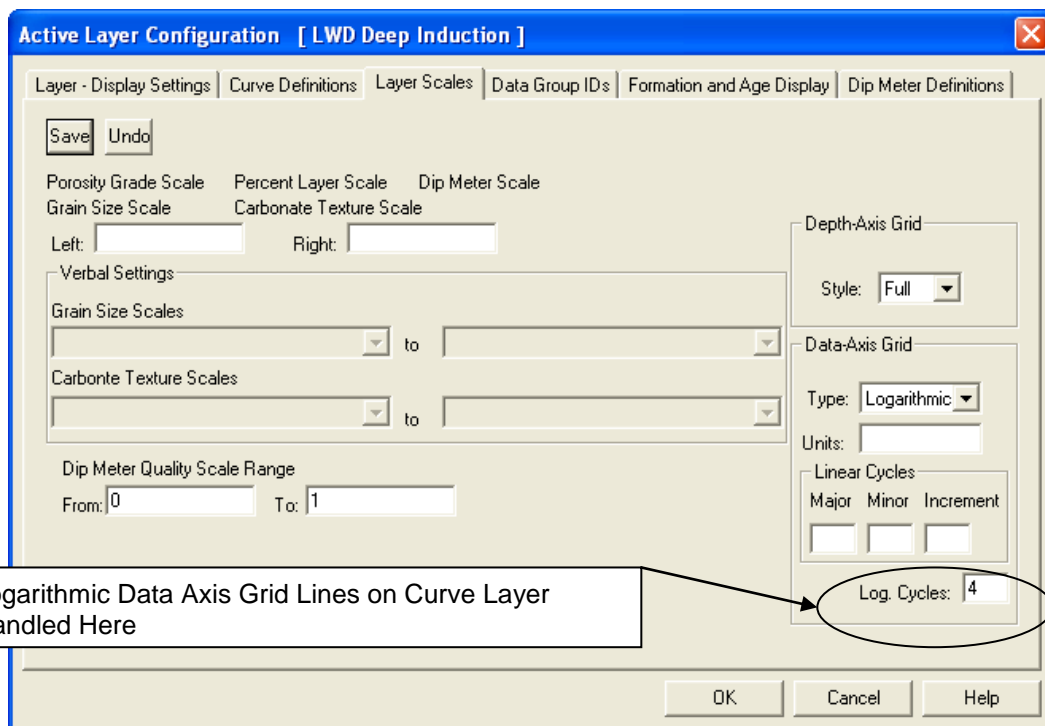 Active Layer Configuration [ LWD Deep Induction ]
Layer - Display Settings Curve Definitions Layer Scales Data Group IDs Formation and Age Display Dip Meter Definitions
Save Undo
Porosity Grade Scale Percent Layer Scale Dip Meter Scale
Grain Size Scale Carbonate Texture Scale
Left: Right:
Verbal Settings
Grain Size Scales
to
Carbonte Texture Scales
to
Dip Meter Quality Scale Range
From: 0 To: 1
Depth-Axis Grid
Style: Full
Data-Axis Grid
Type: Logarithmic
Units:
Linear Cycles
Major Minor Increment
Log. Cycles: 4
ogarithmic Data Axis Grid Lines on Curve Layer
andled Here
OK Cancel Help